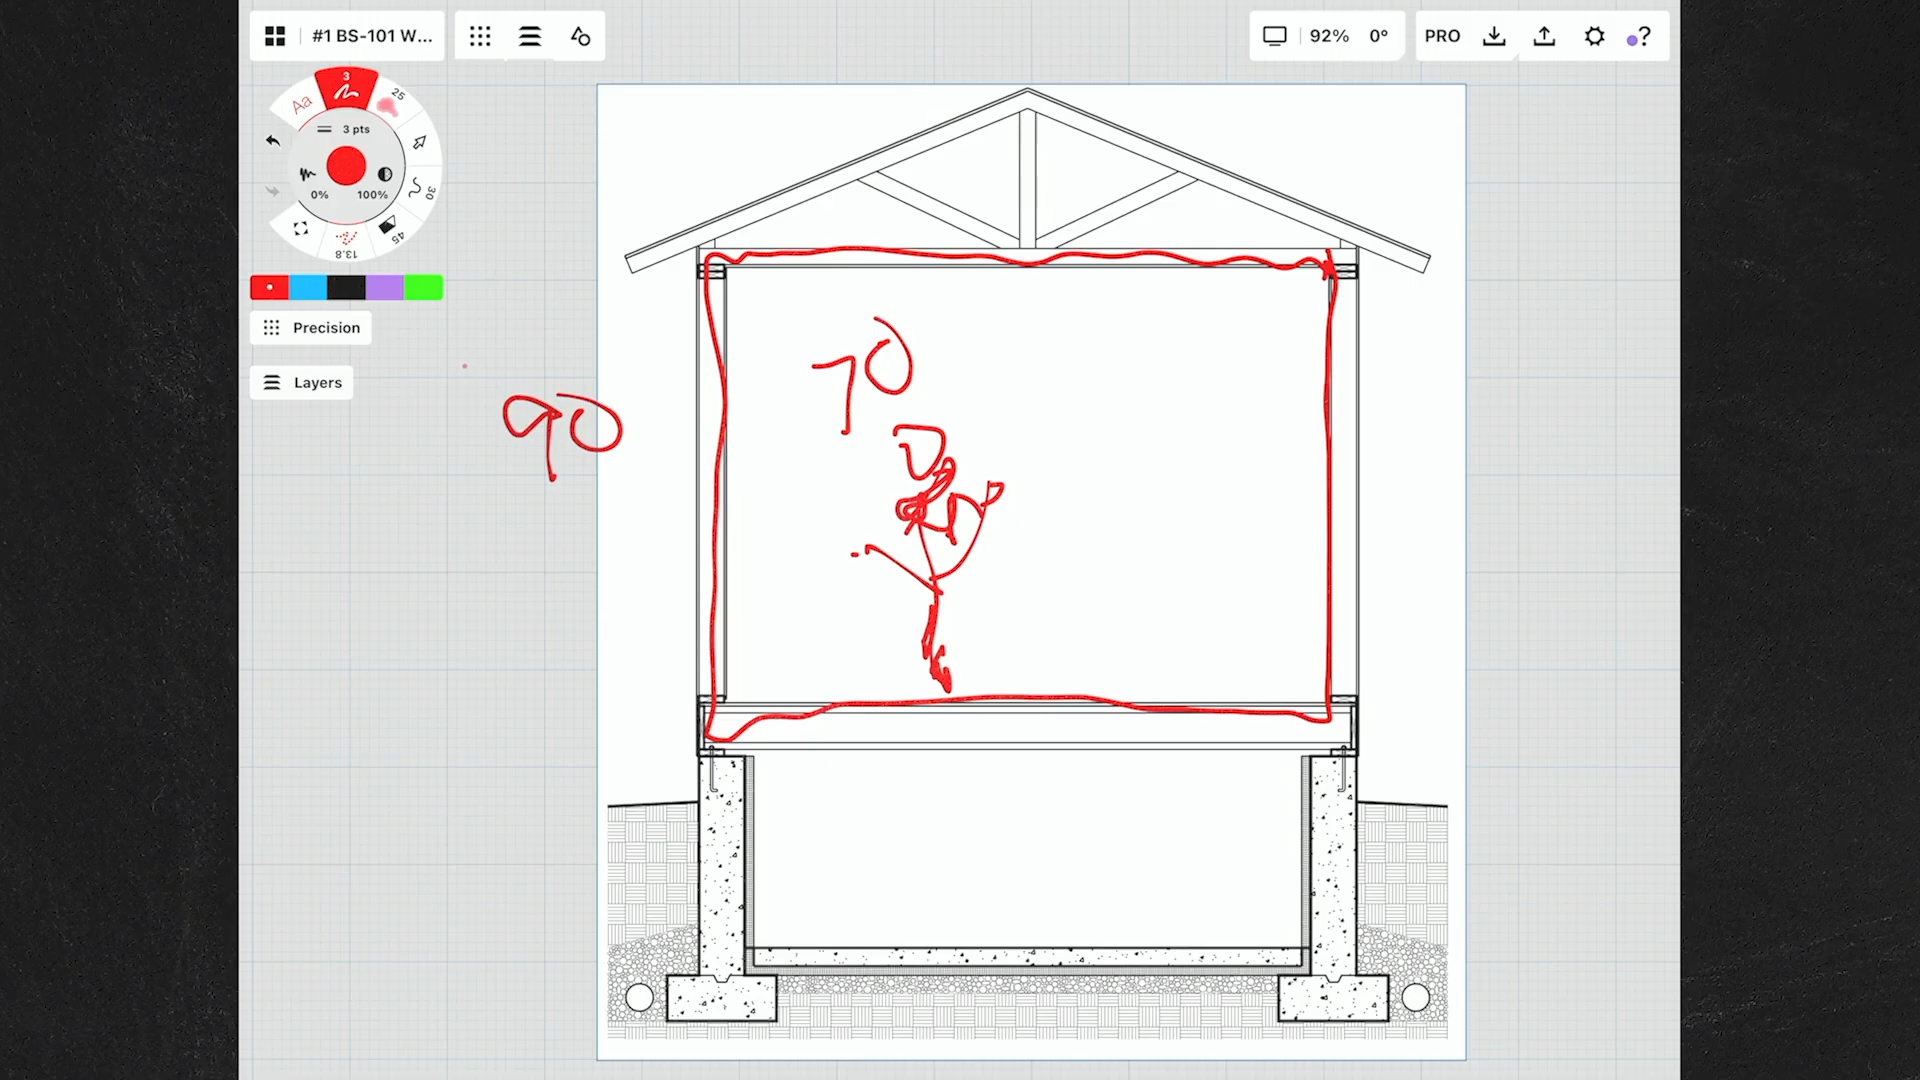 #1 BS-101 W...
92% 0°
PRO
?
3
Aa
25
3 pts
30
0% 100%
45
13.8
Precision
Layers
70
90